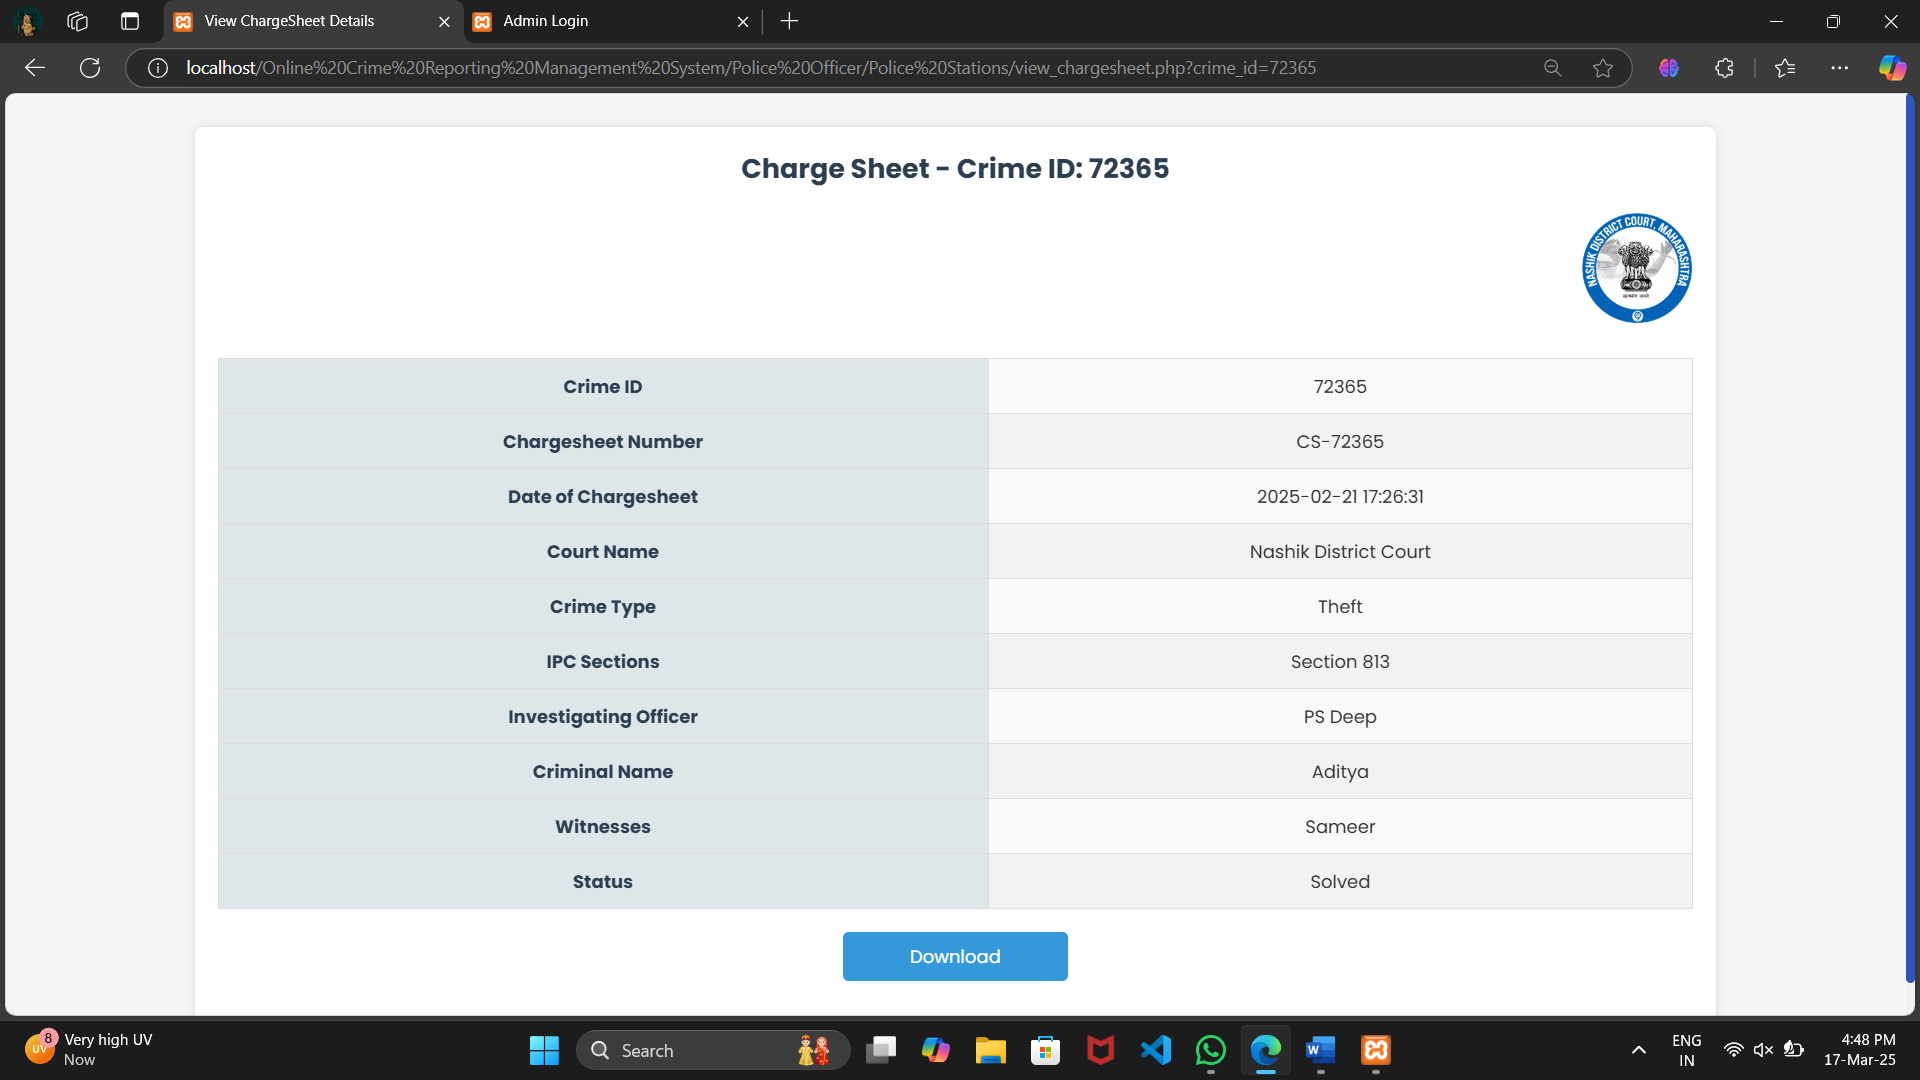 View ChargeSheet Details
Admin Login
localhost/Online%20Crime%20Reporting%20Management%20System/Police%20Officer/Police%20Stations/view_chargesheet.php?crime_id=72365
Charge Sheet - Crime ID: 72365
NASHIK DISTRICT COURT, MAHARASHTRA
Crime ID 72365
Chargesheet Number CS-72365
Date of Chargesheet 2025-02-21 17:26:31
Court Name Nashik District Court
Crime Type Theft
IPC Sections Section 813
Investigating Officer PS Deep
Criminal Name Aditya
Witnesses Sameer
Status Solved
Download
UV 8 Very high UV
Now
Search
W
ENG
IN
4:48 PM
17-Mar-25